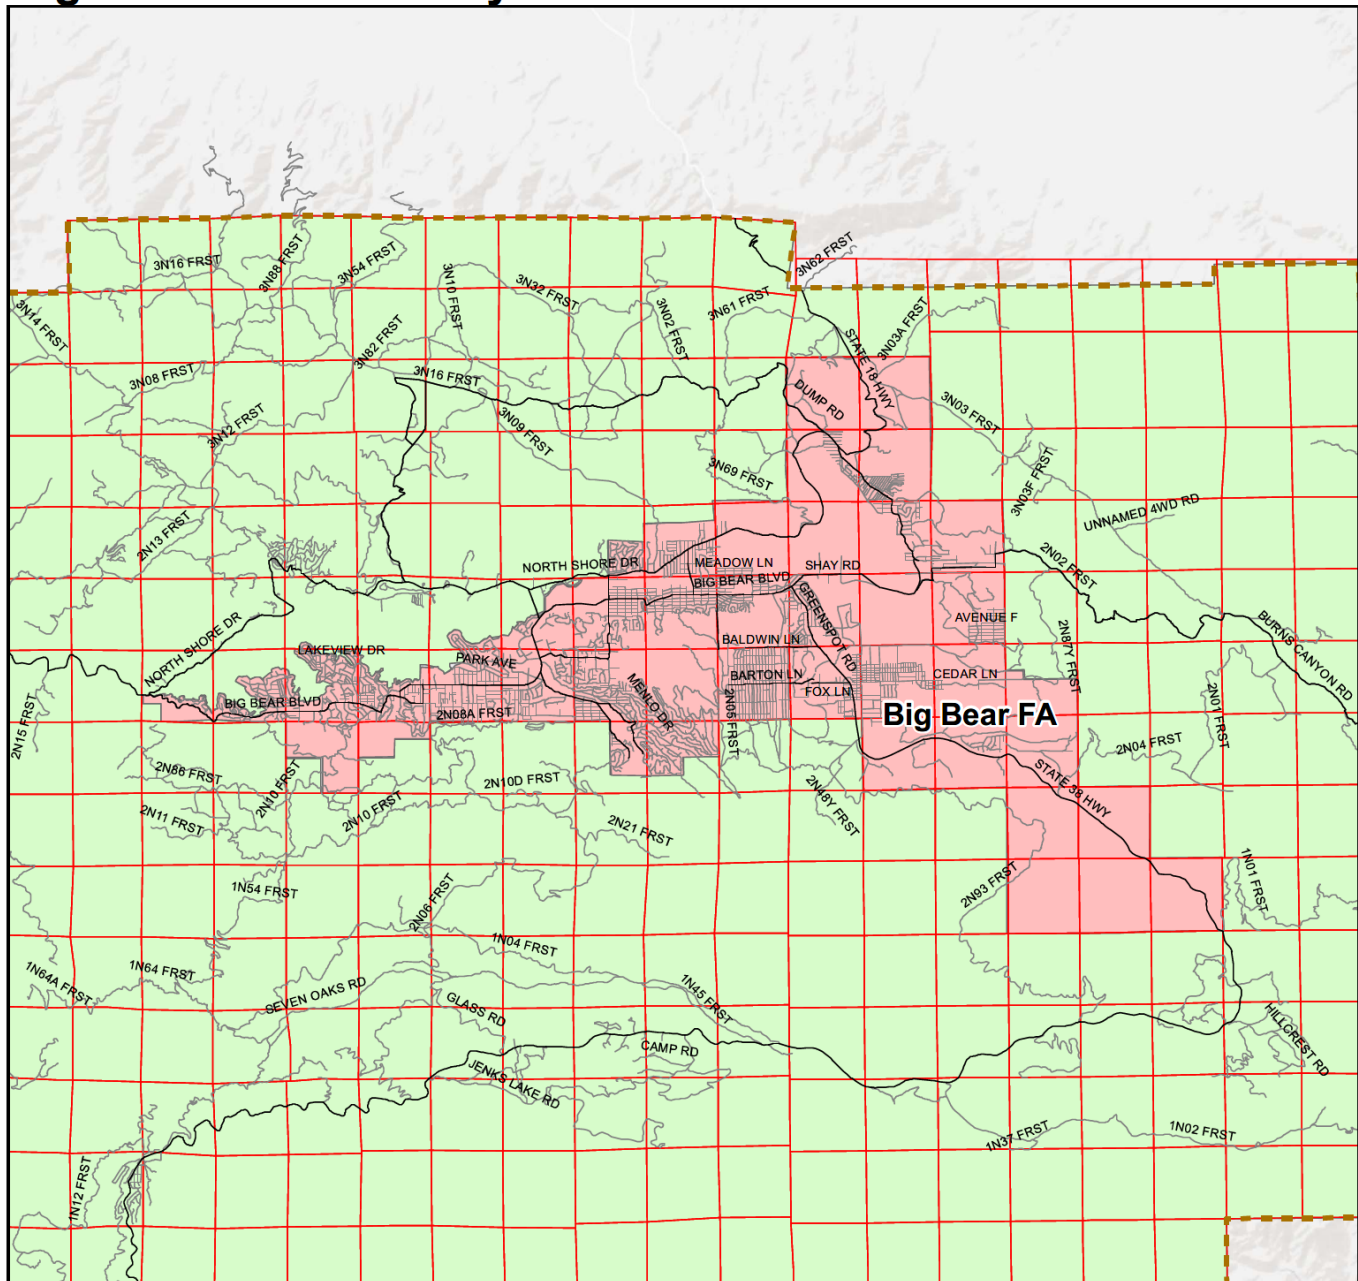 3N62 FRST
3N16 FRST
3N88 FRST
3N54 FRST
3N10 FRST
3N32 FRST
3N02 FRST
3N61 FRST
3N14 FRST
3N82 FRST
STATE 18 HWY
3N03A FRST
3N08 FRST
3N16 FRST
DUMP RD
3N03 FRST
3N12 FRST
3N09 FRST
3N69 FRST
3N03F FRST
UNNAMED 4WD RD
2N13 FRST
NORTH SHORE DR
MEADOW LN
SHAY RD
2N02 FRST
BIG BEAR BLVD
GREENSPOT RD
AVENUE F
BURNS CANYON RD
NORTH SHORE DR
LAKEVIEW DR
PARK AVE
BALDWIN LN
2N87Y FRST
BARTON LN
CEDAR LN
MENLO DR
FOX LN
BIG BEAR BLVD
2N08A FRST
2N05 FRST
2N01 FRST
2N15 FRST
Big Bear FA
2N04 FRST
2N86 FRST
2N10 FRST
2N10D FRST
2N48Y FRST
STATE 38 HWY
2N11 FRST
2N10 FRST
2N21 FRST
1N54 FRST
2N06 FRST
2N93 FRST
1N01 FRST
1N04 FRST
1N64A FRST
1N64 FRST
SEVEN OAKS RD
GLASS RD
1N45 FRST
HILLCREST RD
CAMP RD
JENKS LAKE RD
1N37 FRST
1N02 FRST
1N12 FRST